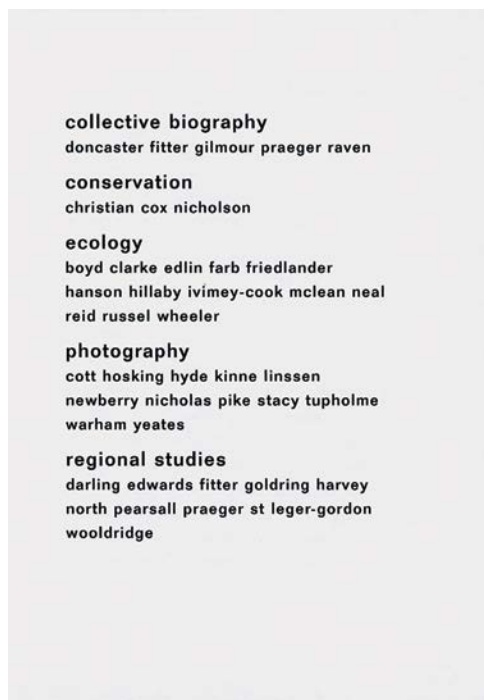 collective biography
doncaster fitter gilmour praeger raven
conservation
christian cox nicholson
ecology
boyd clarke edlin farb friedlander
hanson hillaby ivimey-cook mclean neal
reid russel wheeler
photography
cott hosking hyde kinne linssen
newberry nicholas pike stacy tupholme
warham yeates
regional studies
darling edwards fitter goldring harvey
north pearsall praeger st leger-gordon
wooldridge